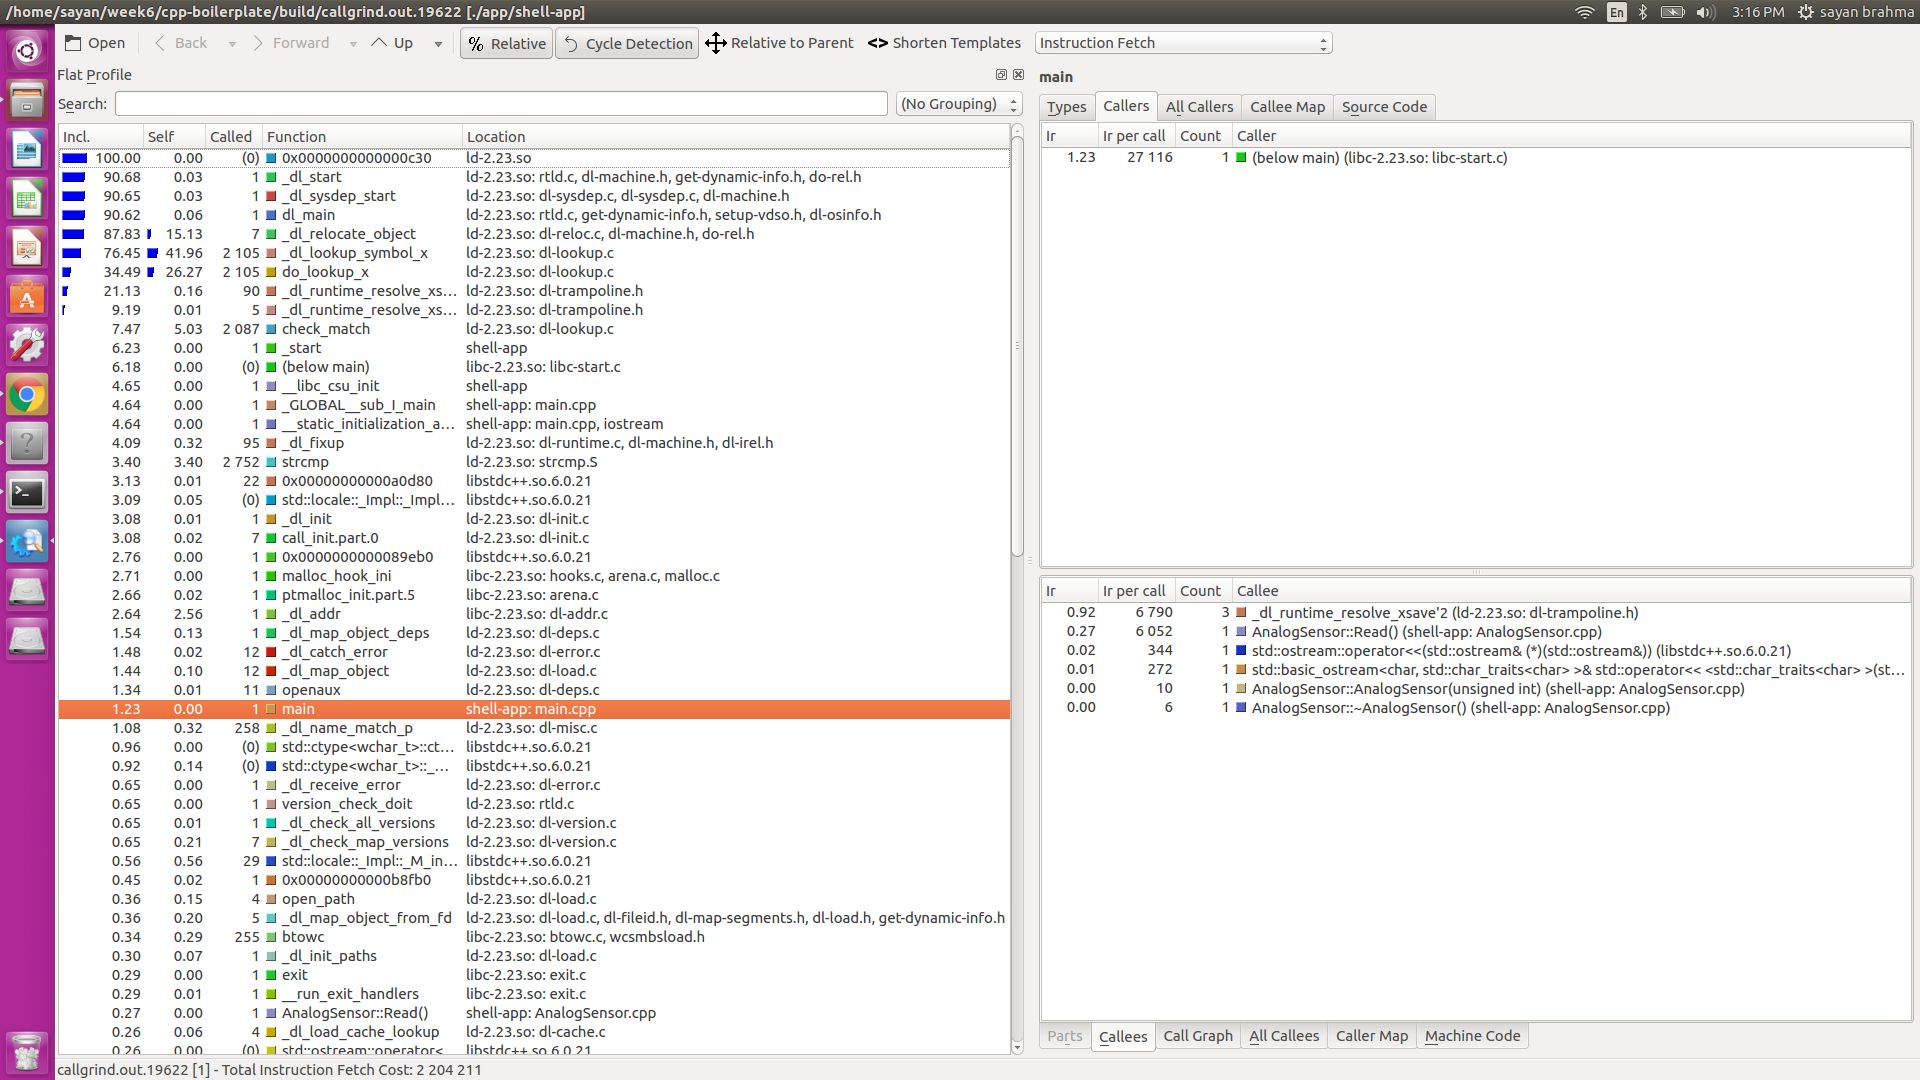 /home/sayan/week6/cpp-boilerplate/build/callgrind.out.19622 [./app/shell-app]
En 3:16 PM sayan brahma
Open Back Forward Up % Relative Cycle Detection Relative to Parent <> Shorten Templates Instruction Fetch
Flat Profile
Search: (No Grouping)
Incl. Self Called Function Location
100.00 0.00 (0) 0x0000000000000c30 ld-2.23.so
90.68 0.03 1 _dl_start ld-2.23.so: rtld.c, dl-machine.h, get-dynamic-info.h, do-rel.h
90.65 0.03 1 _dl_sysdep_start ld-2.23.so: dl-sysdep.c, dl-sysdep.c, dl-machine.h
90.62 0.06 1 dl_main ld-2.23.so: rtld.c, get-dynamic-info.h, setup-vdso.h, dl-osinfo.h
87.83 15.13 7 _dl_relocate_object ld-2.23.so: dl-reloc.c, dl-machine.h, do-rel.h
76.45 41.96 2 105 _dl_lookup_symbol_x ld-2.23.so: dl-lookup.c
34.49 26.27 2 105 do_lookup_x ld-2.23.so: dl-lookup.c
21.13 0.16 90 _dl_runtime_resolve_xs... ld-2.23.so: dl-trampoline.h
9.19 0.01 5 _dl_runtime_resolve_xs... ld-2.23.so: dl-trampoline.h
7.47 5.03 2 087 check_match ld-2.23.so: dl-lookup.c
6.23 0.00 1 _start shell-app
6.18 0.00 (0) (below main) libc-2.23.so: libc-start.c
4.65 0.00 1 __libc_csu_init shell-app
4.64 0.00 1 _GLOBAL__sub_I_main shell-app: main.cpp
4.64 0.00 1 __static_initialization_a... shell-app: main.cpp, iostream
4.09 0.32 95 _dl_fixup ld-2.23.so: dl-runtime.c, dl-machine.h, dl-irel.h
3.40 3.40 2 752 strcmp ld-2.23.so: strcmp.S
3.13 0.01 22 0x00000000000a0d80 libstdc++.so.6.0.21
3.09 0.05 (0) std::locale::_Impl::_Impl... libstdc++.so.6.0.21
3.08 0.01 1 _dl_init ld-2.23.so: dl-init.c
3.08 0.02 7 call_init.part.0 ld-2.23.so: dl-init.c
2.76 0.00 1 0x0000000000089eb0 libstdc++.so.6.0.21
2.71 0.00 1 malloc_hook_ini libc-2.23.so: hooks.c, arena.c, malloc.c
2.66 0.02 1 ptmalloc_init.part.5 libc-2.23.so: arena.c
2.64 2.56 1 _dl_addr libc-2.23.so: dl-addr.c
1.54 0.13 1 _dl_map_object_deps ld-2.23.so: dl-deps.c
1.48 0.02 12 _dl_catch_error ld-2.23.so: dl-error.c
1.44 0.10 12 _dl_map_object ld-2.23.so: dl-load.c
1.34 0.01 11 openaux ld-2.23.so: dl-deps.c
1.23 0.00 1 main shell-app: main.cpp
1.08 0.32 258 _dl_name_match_p ld-2.23.so: dl-misc.c
0.96 0.00 (0) std::ctype<wchar_t>::ct... libstdc++.so.6.0.21
0.92 0.14 (0) std::ctype<wchar_t>::_... libstdc++.so.6.0.21
0.65 0.00 1 _dl_receive_error ld-2.23.so: dl-error.c
0.65 0.00 1 version_check_doit ld-2.23.so: rtld.c
0.65 0.01 1 _dl_check_all_versions ld-2.23.so: dl-version.c
0.65 0.21 7 _dl_check_map_versions ld-2.23.so: dl-version.c
0.56 0.56 29 std::locale::_Impl::_M_in... libstdc++.so.6.0.21
0.45 0.02 1 0x00000000000b8fb0 libstdc++.so.6.0.21
0.36 0.15 4 open_path ld-2.23.so: dl-load.c
0.36 0.20 5 _dl_map_object_from_fd ld-2.23.so: dl-load.c, dl-fileid.h, dl-map-segments.h, dl-load.h, get-dynamic-info.h
0.34 0.29 255 btowc libc-2.23.so: btowc.c, wcsmbsload.h
0.30 0.07 1 _dl_init_paths ld-2.23.so: dl-load.c
0.29 0.00 1 exit libc-2.23.so: exit.c
0.29 0.01 1 __run_exit_handlers libc-2.23.so: exit.c
0.27 0.00 1 AnalogSensor::Read() shell-app: AnalogSensor.cpp
0.26 0.06 4 _dl_load_cache_lookup ld-2.23.so: dl-cache.c
0.26 0.00 (0) std::ostream::operator< libstdc++.so.6.0.21
main
Types Callers All Callers Callee Map Source Code
Ir Ir per call Count Caller
1.23 27 116 1 (below main) (libc-2.23.so: libc-start.c)
Ir Ir per call Count Callee
0.92 6 790 3 _dl_runtime_resolve_xsave'2 (ld-2.23.so: dl-trampoline.h)
0.27 6 052 1 AnalogSensor::Read() (shell-app: AnalogSensor.cpp)
0.02 344 1 std::ostream::operator<<(std::ostream& (*)(std::ostream&)) (libstdc++.so.6.0.21)
0.01 272 1 std::basic_ostream<char, std::char_traits<char> >& std::operator<< <std::char_traits<char> >(st...
0.00 10 1 AnalogSensor::AnalogSensor(unsigned int) (shell-app: AnalogSensor.cpp)
0.00 6 1 AnalogSensor::~AnalogSensor() (shell-app: AnalogSensor.cpp)
Parts Callees Call Graph All Callees Caller Map Machine Code
callgrind.out.19622 [1] - Total Instruction Fetch Cost: 2 204 211